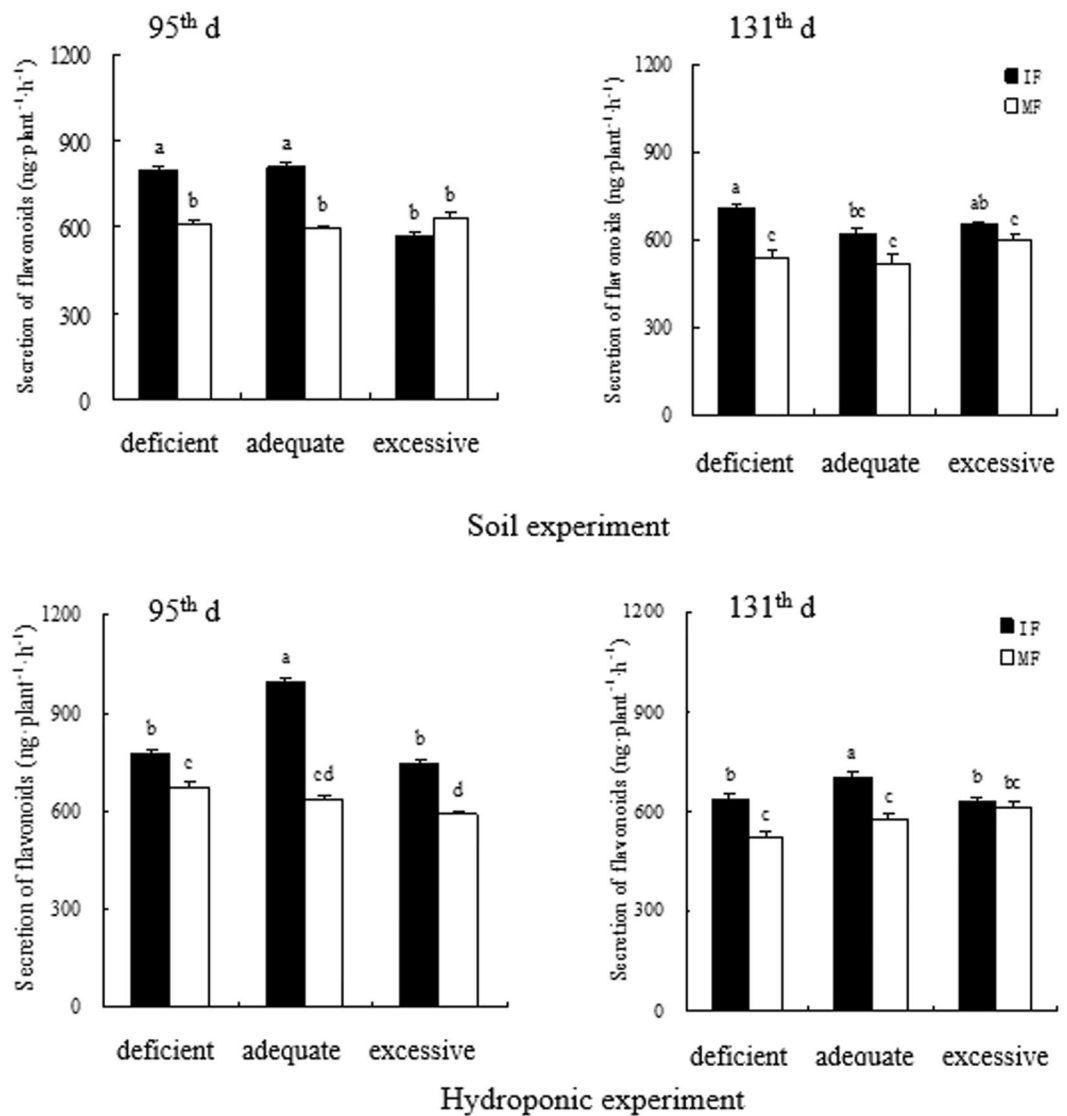 95th d
Secretion of flavonoids (ng·plant-1·h-1)
1200
900
600
300
0
a
b
a
b
b
b
deficient adequate excessive
131th d
Secretion of flavonoids (ng·plant-1·h-1)
1200
900
600
300
0
IF
MF
a
c
bc
c
ab
c
deficient adequate excessive
Soil experiment
95th d
Secretion of flavonoids (ng·plant-1·h-1)
1200
900
600
300
0
b
c
a
cd
b
d
deficient adequate excessive
131th d
Secretion of flavonoids (ng·plant-1·h-1)
1200
900
600
300
0
IF
MF
b
c
a
c
b
bc
deficient adequate excessive
Hydroponic experiment